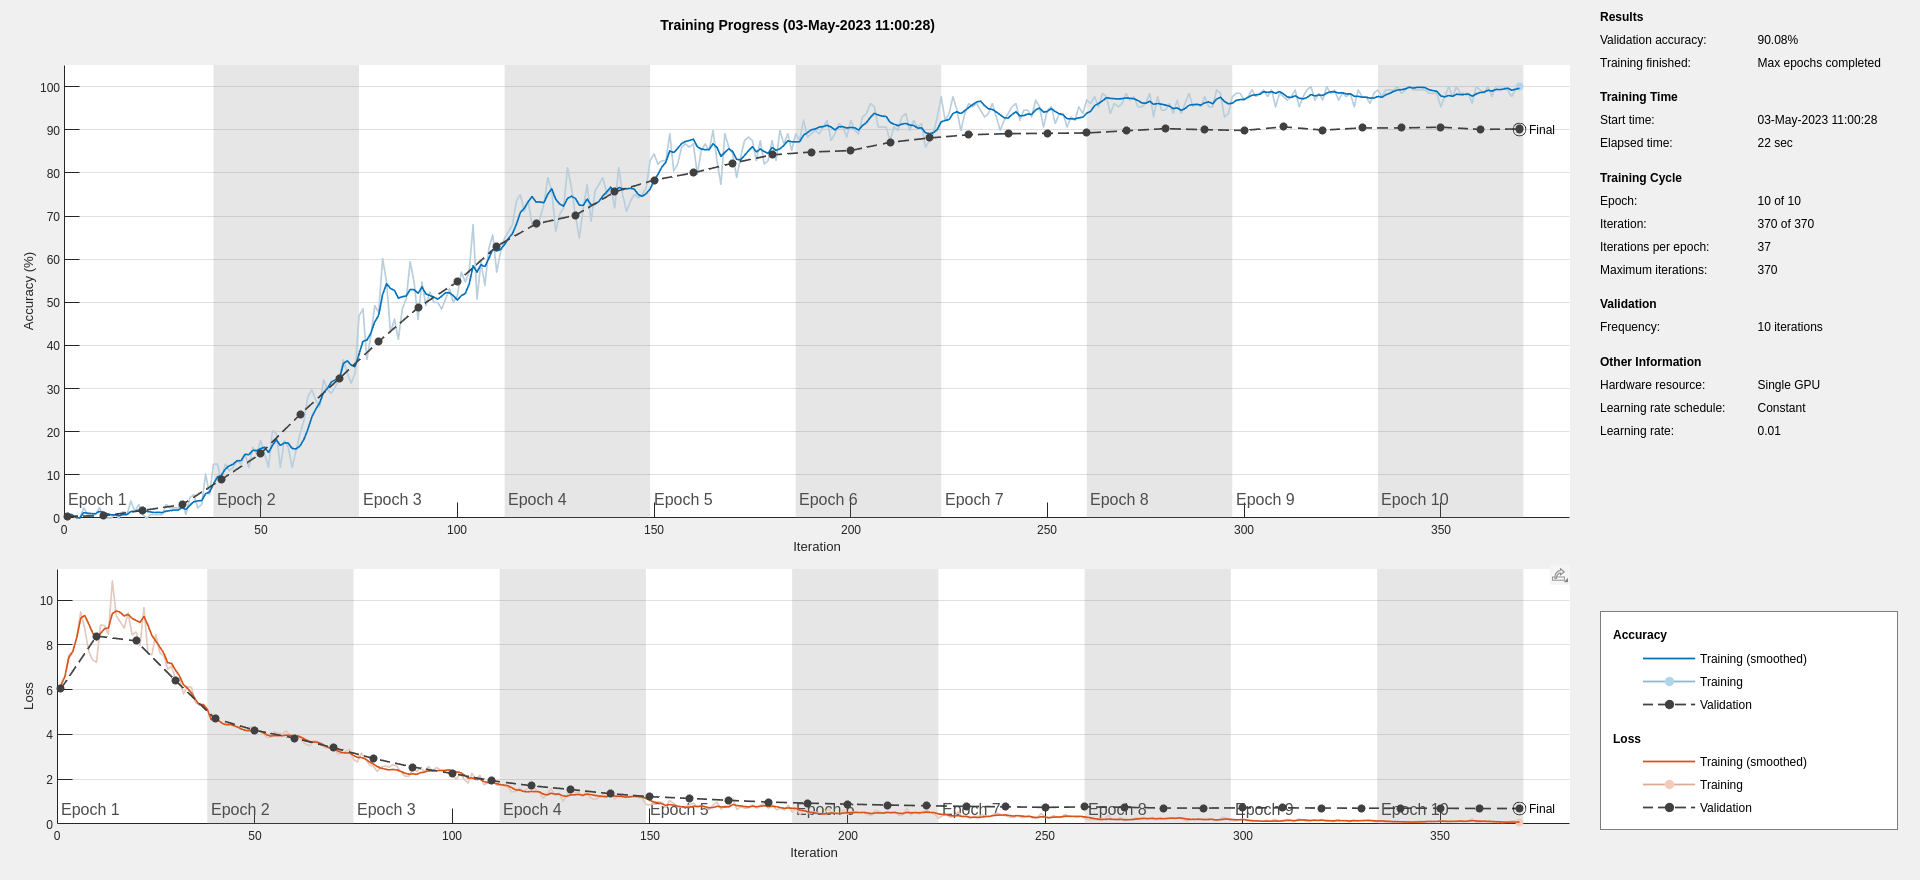 Training Progress (03-May-2023 11:00:28)
Accuracy (%)
100
90
80
70
60
50
40
30
20
10
0
Epoch 1
Epoch 2
Epoch 3
Epoch 4
Epoch 5
Epoch 6
Epoch 7
Epoch 8
Epoch 9
Epoch 10
Final
0
50
100
150
200
250
300
350
Iteration
Loss
10
8
6
4
2
0
Epoch 1
Epoch 2
Epoch 3
Epoch 4
Epoch 5
Epoch 6
Epoch 7
Epoch 8
Epoch 9
Epoch 10
Final
0
50
100
150
200
250
300
350
Iteration
Results
Validation accuracy: 90.08%
Training finished: Max epochs completed
Training Time
Start time: 03-May-2023 11:00:28
Elapsed time: 22 sec
Training Cycle
Epoch: 10 of 10
Iteration: 370 of 370
Iterations per epoch: 37
Maximum iterations: 370
Validation
Frequency: 10 iterations
Other Information
Hardware resource: Single GPU
Learning rate schedule: Constant
Learning rate: 0.01
Accuracy
Training (smoothed)
Training
Validation
Loss
Training (smoothed)
Training
Validation